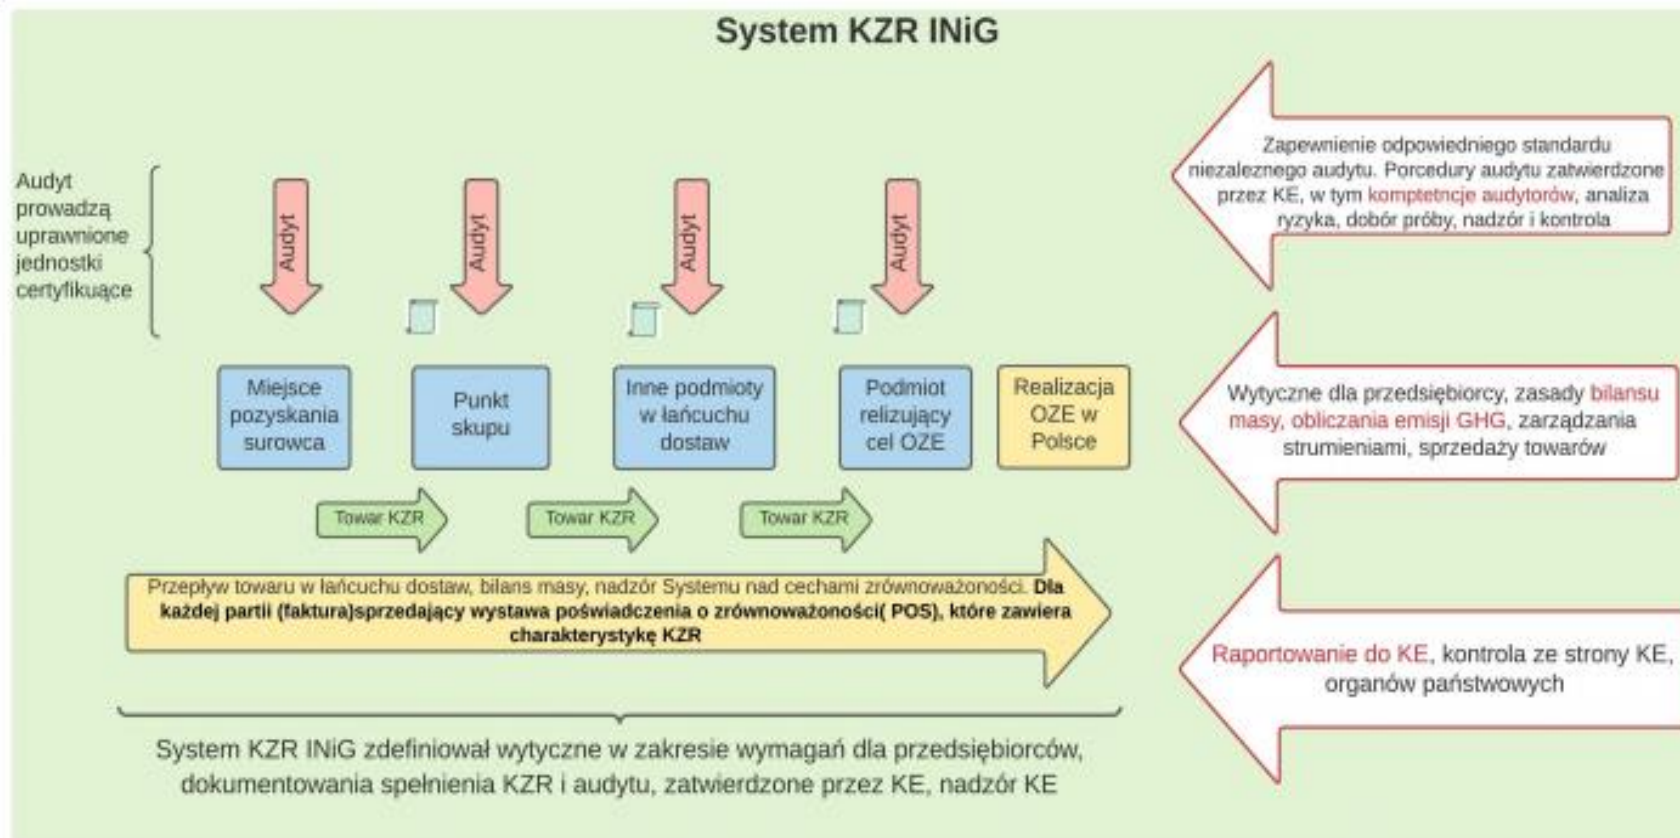 System KZR INiG
Audyt
prowadzą
uprawnione
jednostki
certyfikuące
Audyt
Audyt
Audyt
Audyt
Miejsce
pozyskania
surowca
Punkt
skupu
Inne podmioty
w łańcuchu
dostaw
Podmiot
relizujący
cel OZE
Realizacja
OZE w
Polsce
Towar KZR
Towar KZR
Towar KZR
Przepływ towaru w łańcuchu dostaw, bilans masy, nadzór Systemu nad cechami zrównoważoności. Dla
każdej partii (faktura)sprzedający wystawa poświadczenia o zrównoważoności( POS), które zawiera
charakterystykę KZR
System KZR INiG zdefiniował wytyczne w zakresie wymagań dla przedsiębiorców,
dokumentowania spełnienia KZR i audytu, zatwierdzone przez KE, nadzór KE
Zapewnienie odpowiedniego standardu
niezaleznego audytu. Porcedury audytu zatwierdzone
przez KE, w tym komptetncje audytorów, analiza
ryzyka, dobór próby, nadzór i kontrola
Wytyczne dla przedsiębiorcy, zasady bilansu
masy, obliczania emisji GHG, zarządzania
strumieniami, sprzedaży towarów
Raportowanie do KE, kontrola ze strony KE,
organów państwowych